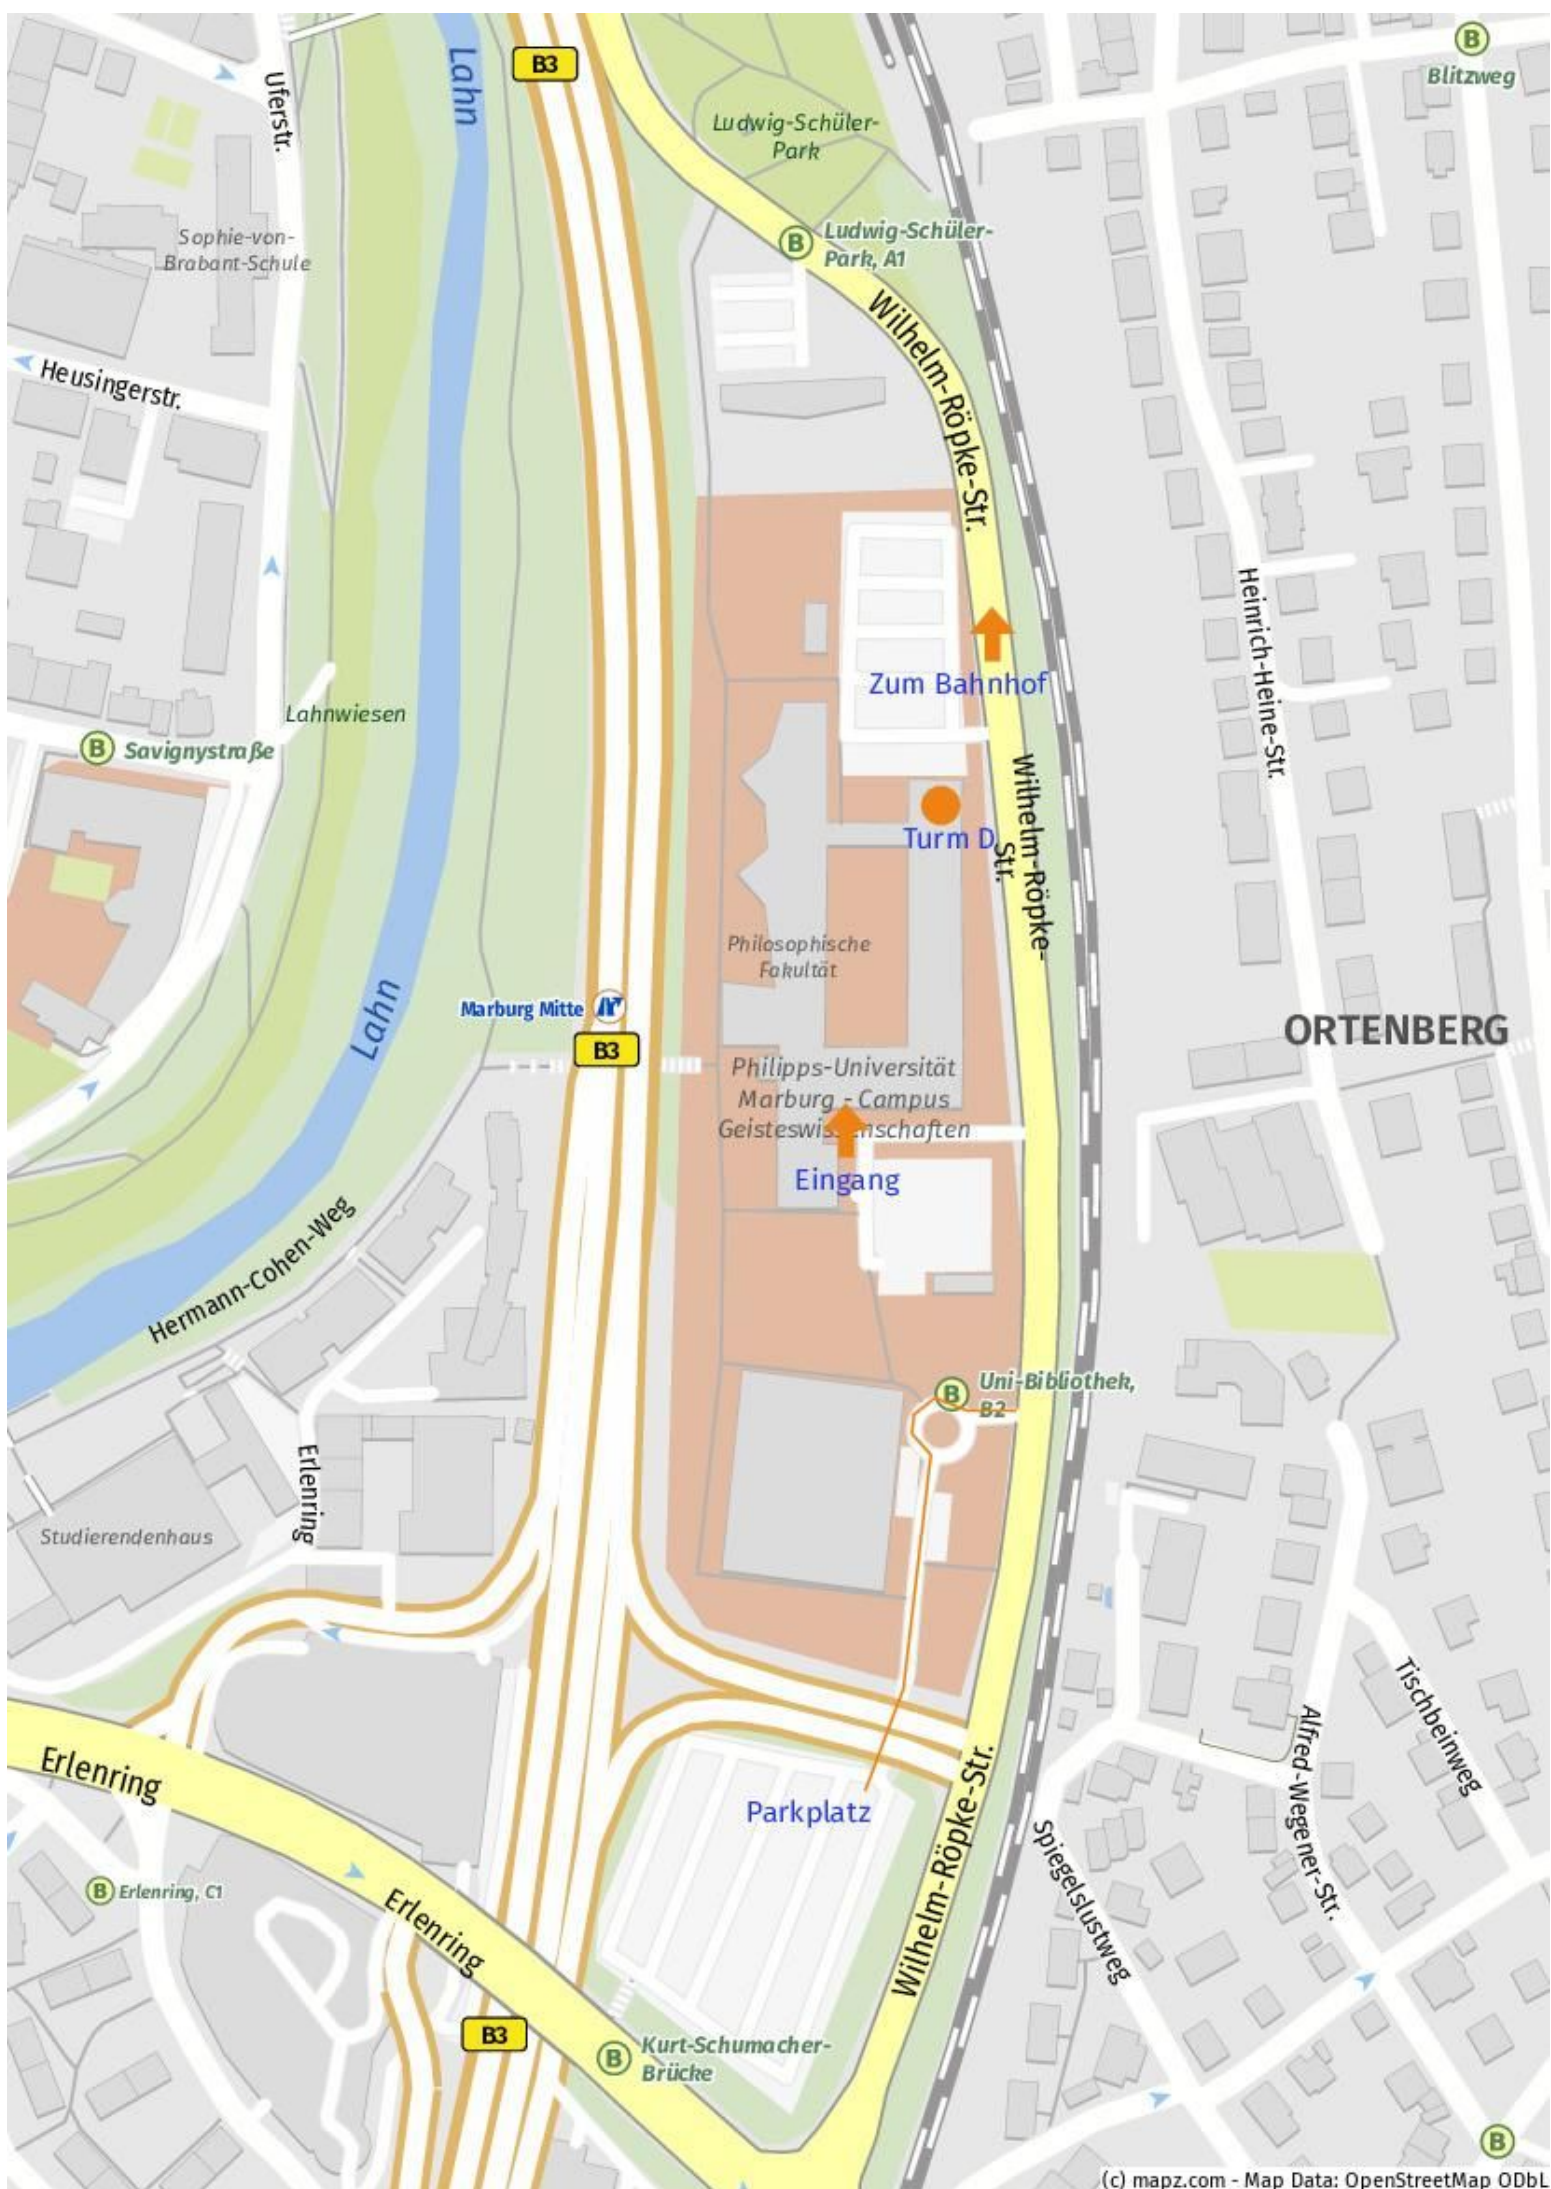 B3
Lahn
Uferstr.
B
Blitzweg
Ludwig-Schüler-
Park
Sophie-von-
Brabant-Schule
B
Ludwig-Schüler-
Park, A1
Wilhelm-Röpke-Str.
Heusingerstr.
Heinrich-Heine-Str.
Zum Bahnhof
Lahnwiesen
B
Savignystraße
Wilhelm-Röpke-
Str.
Turm D
Philosophische
Fakultät
Lahn
Marburg Mitte
B3
ORTENBERG
Philipps-Universität
Marburg - Campus
Geisteswissenschaften
Eingang
Hermann-Cohen-Weg
B
Uni-Bibliothek,
B2
Erlenring
Studierendenhaus
Tischbeinweg
Alfred-Wegener-Str.
Erlenring
Wilhelm-Röpke-Str.
Parkplatz
Spiegelslustweg
B
Erlenring, C1
Erlenring
B3
B
Kurt-Schumacher-
Brücke
B
(c) mapz.com - Map Data: OpenStreetMap ODbL